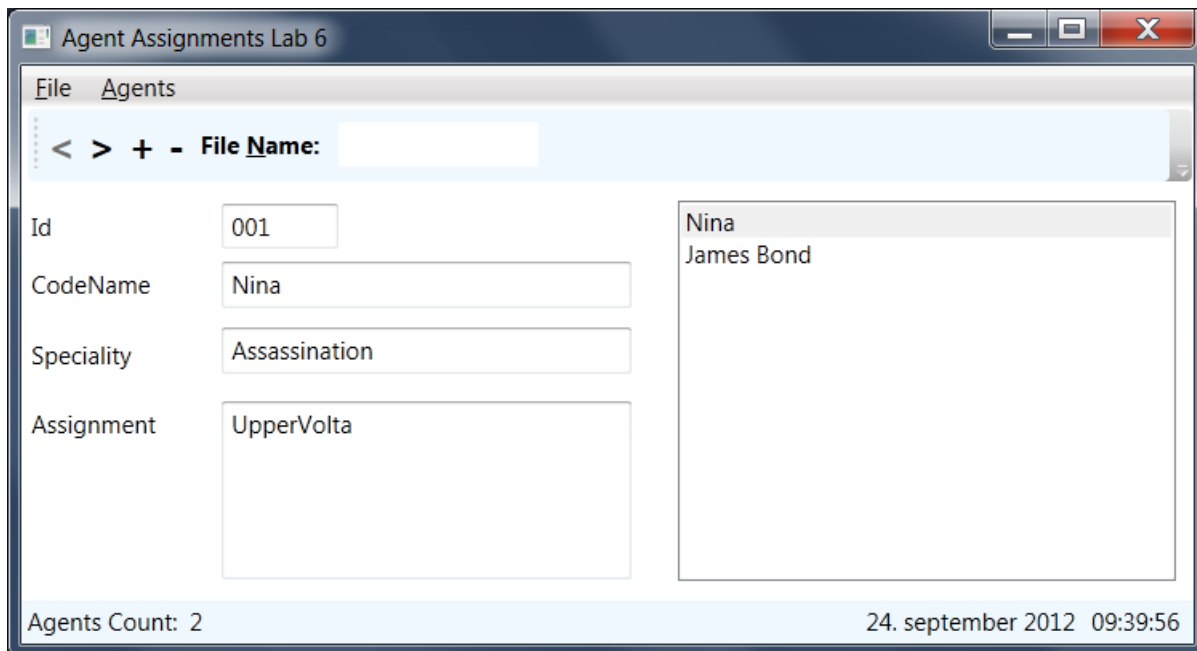 Agent Assignments Lab 6
File Agents
< > + - File Name:
Id 001
CodeName Nina
Speciality Assassination
Assignment UpperVolta
Nina
James Bond
Agents Count: 2 24. september 2012 09:39:56